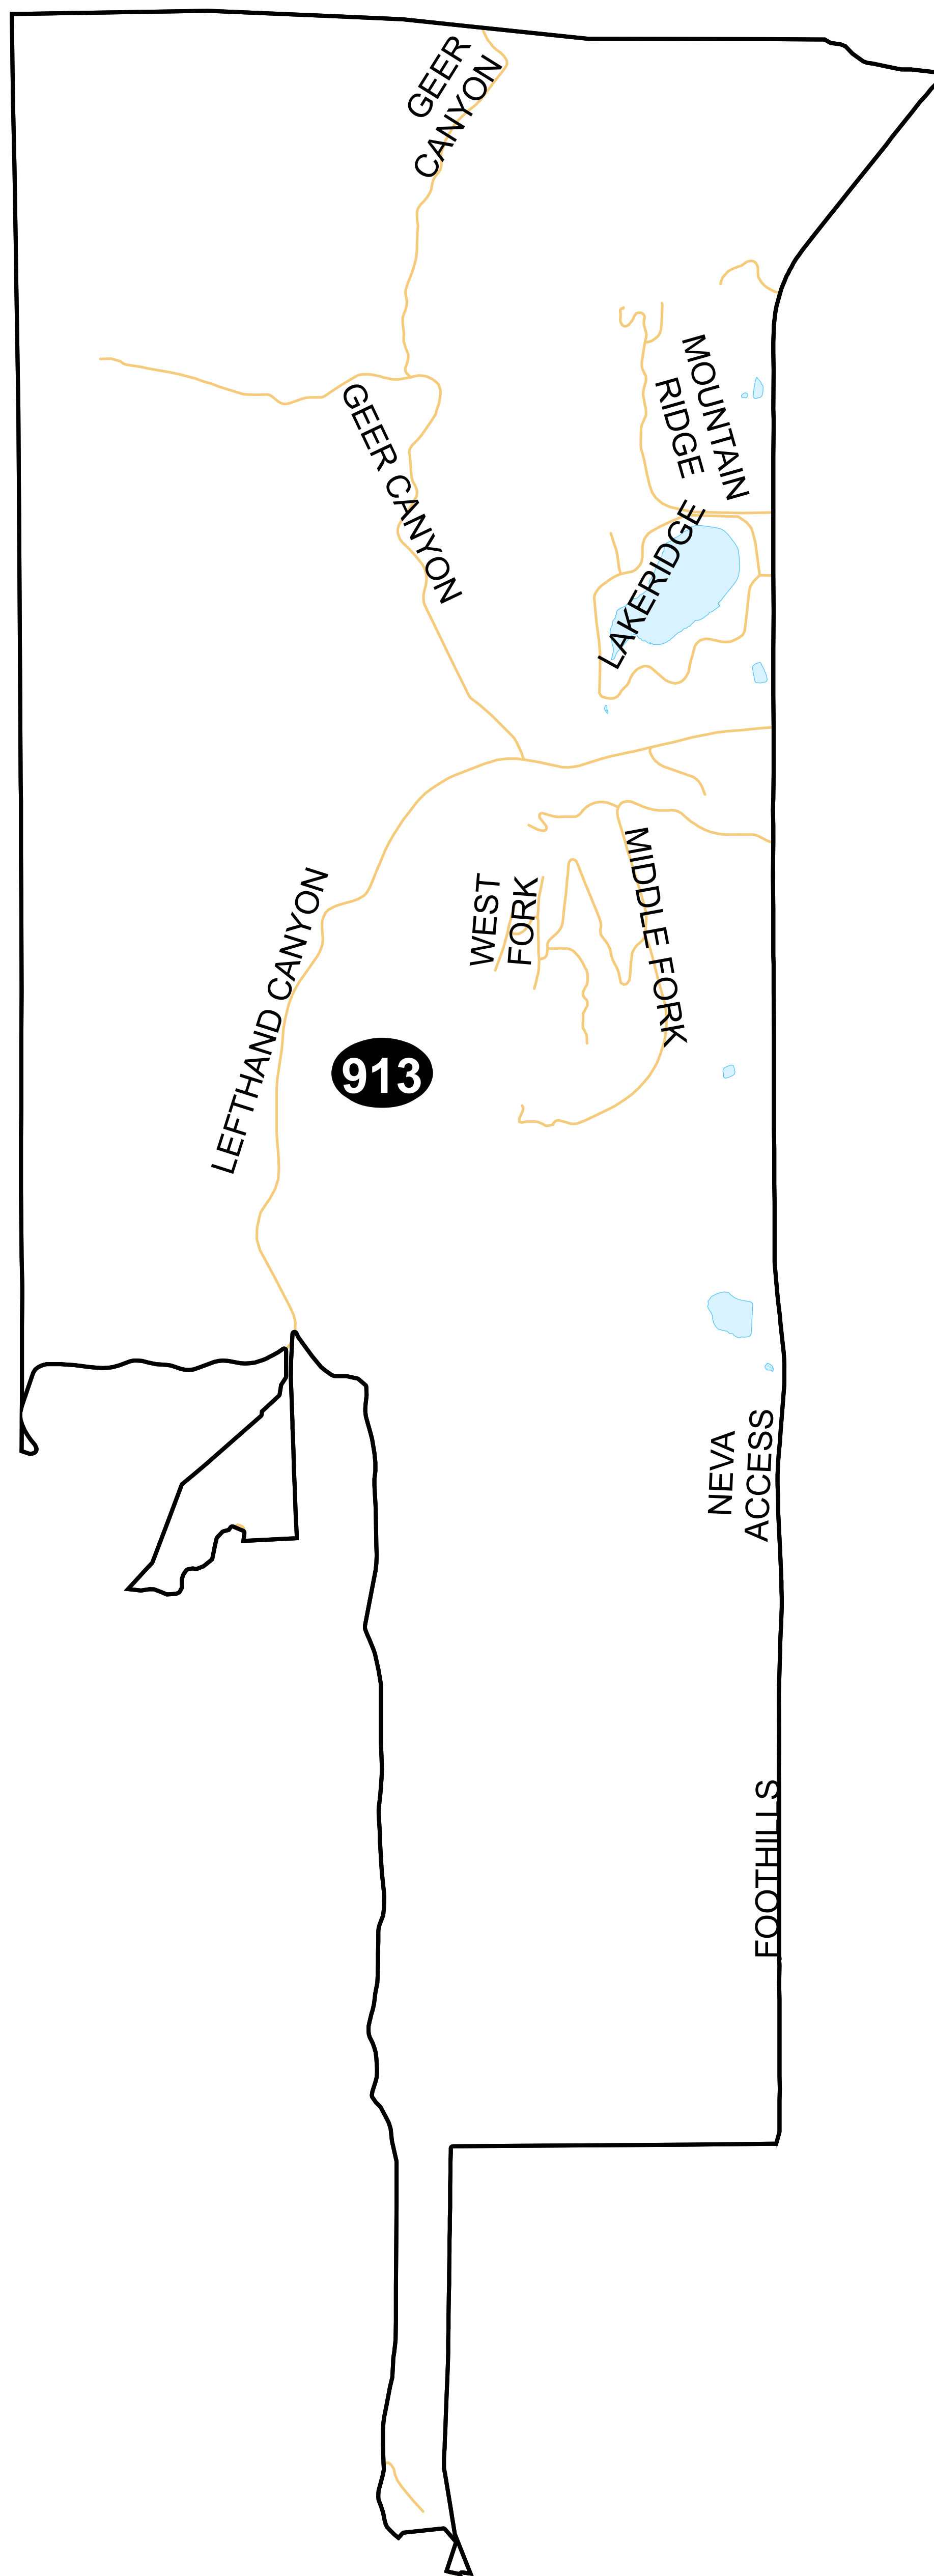 GEER
CANYON
MOUNTAIN
RIDGE
GEER CANYON
LAKERIDGE
MIDDLE FORK
WEST
FORK
LEFTHAND CANYON
913
NEVA
ACCESS
FOOTHILLS